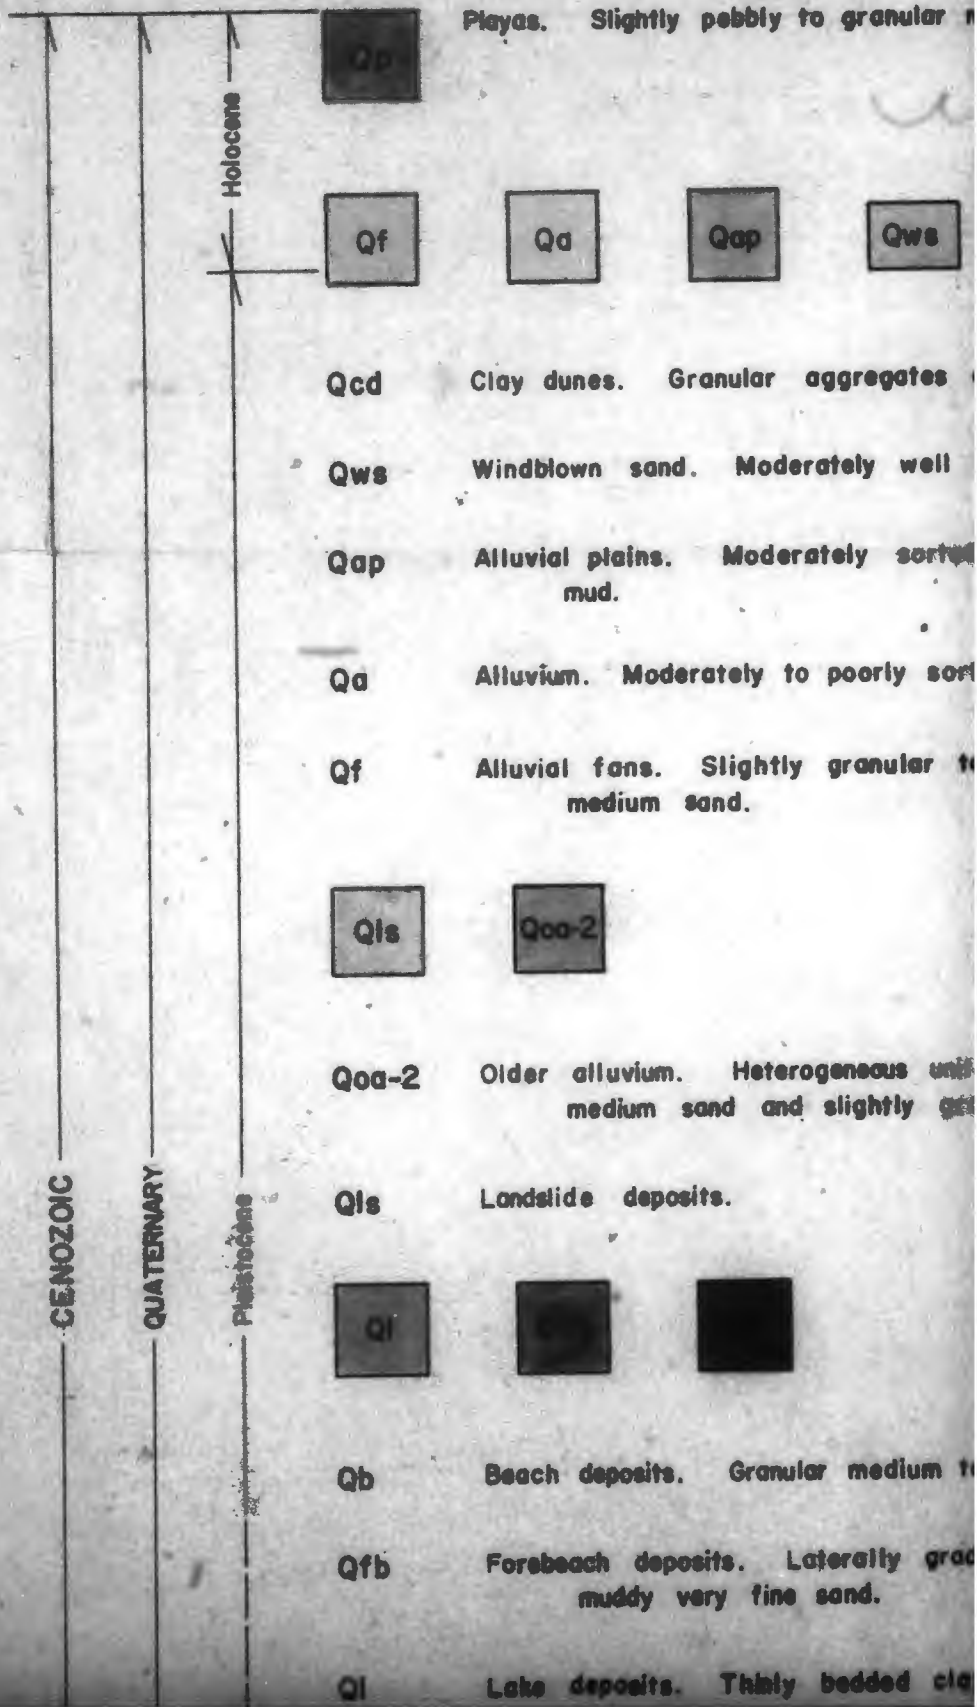 Playas. Slightly pebbly to granular
Qp
Holocene
Qf Qa Qap Qws
Qcd Clay dunes. Granular aggregates
Qws Windblown sand. Moderately well
Qap Alluvial plains. Moderately sorted
mud.
Qa Alluvium. Moderately to poorly
Qf Alluvial fans. Slightly granular
medium sand.
Qls Qoa-2
Qoa-2 Older alluvium. Heterogeneous
medium sand and slightly
Qls Landslide deposits.
CENOZOIC
QUATERNARY
Pleistocene
Ql
Qb Beach deposits. Granular medium
Qfb Forebeach deposits. Laterally
muddy very fine sand.
Ql Lake deposits. Thinly bedded